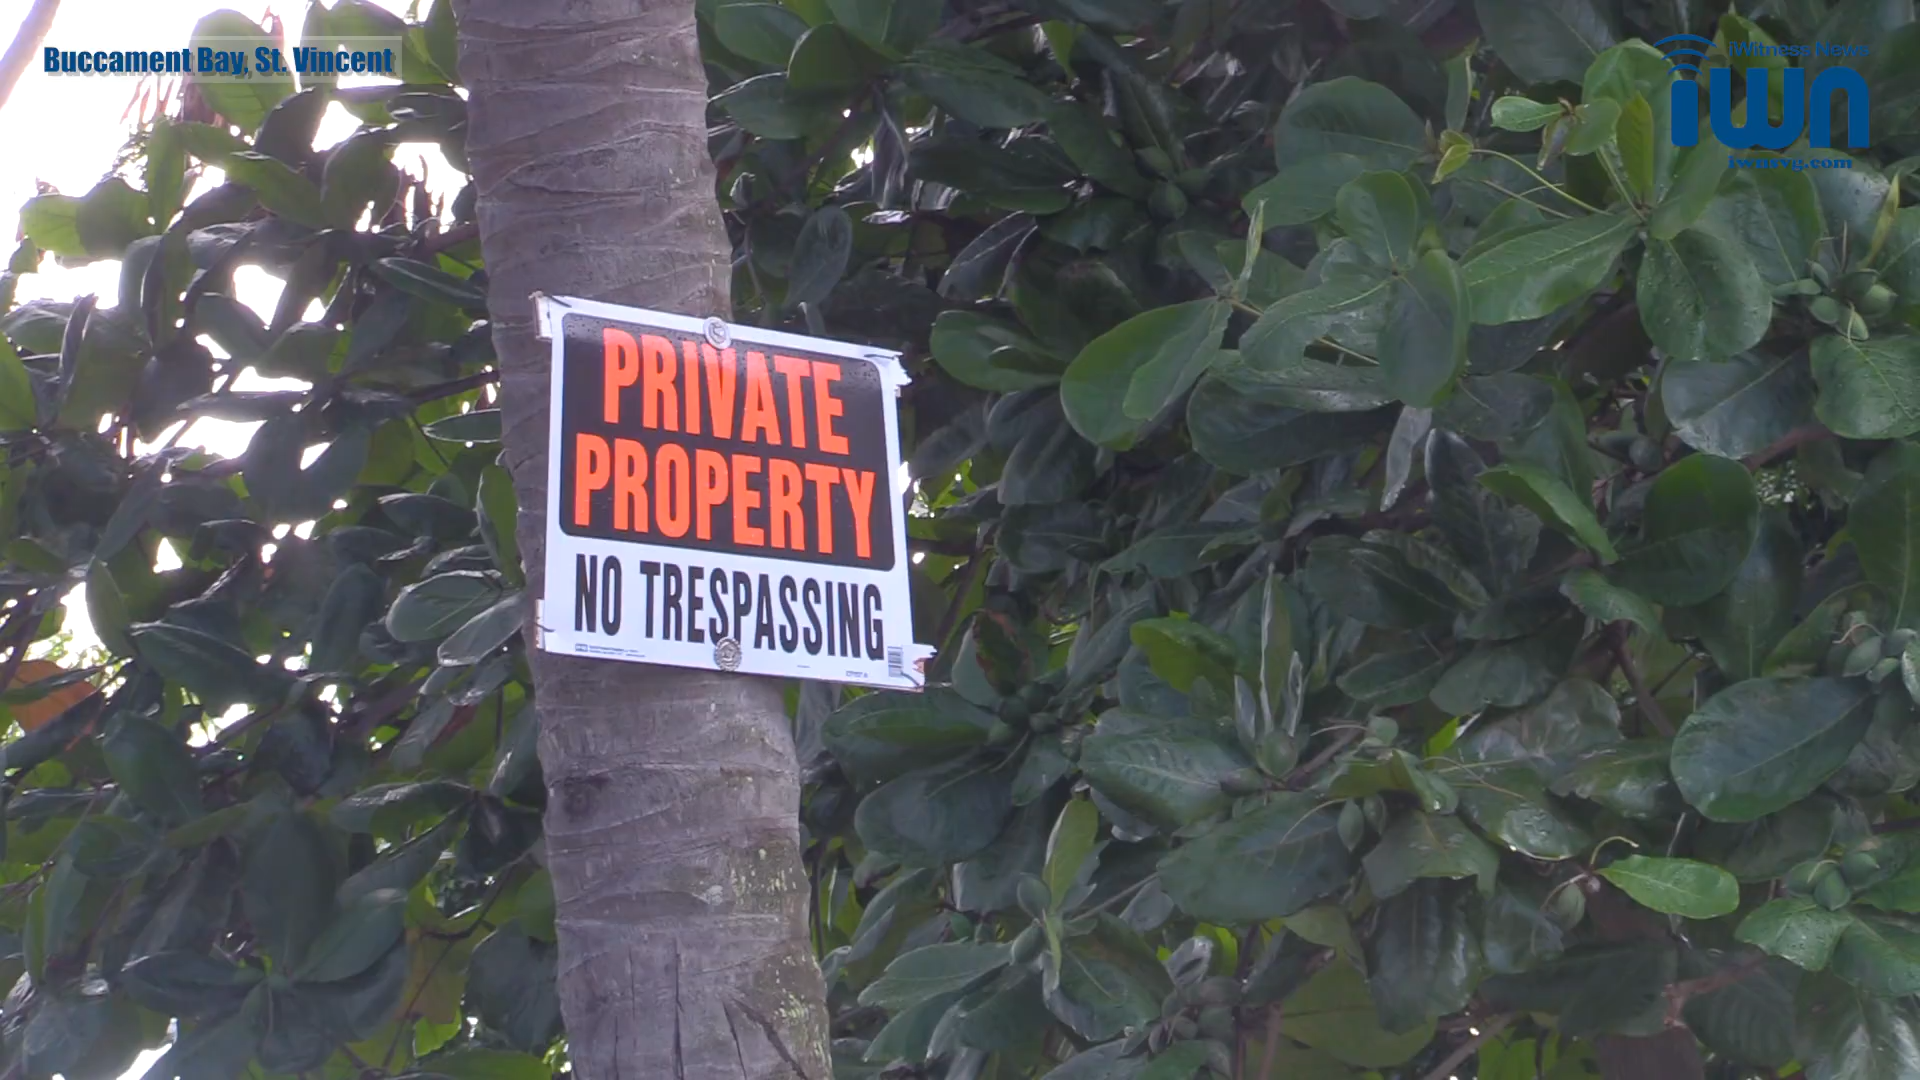 Buccament Bay, St. Vincent
iWitness News
iwn
iwnsvg.com
PRIVATE
PROPERTY
NO TRESPASSING